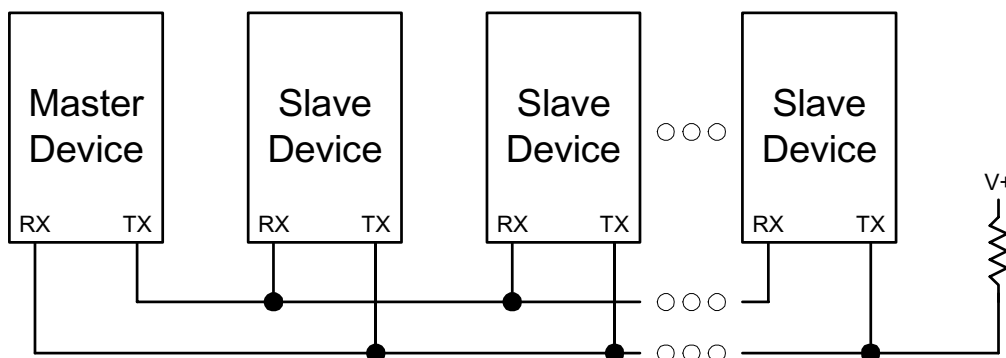 Master
Device
Slave
Device
Slave
Device
Slave
Device
V+
RX TX
RX TX
RX TX
RX TX